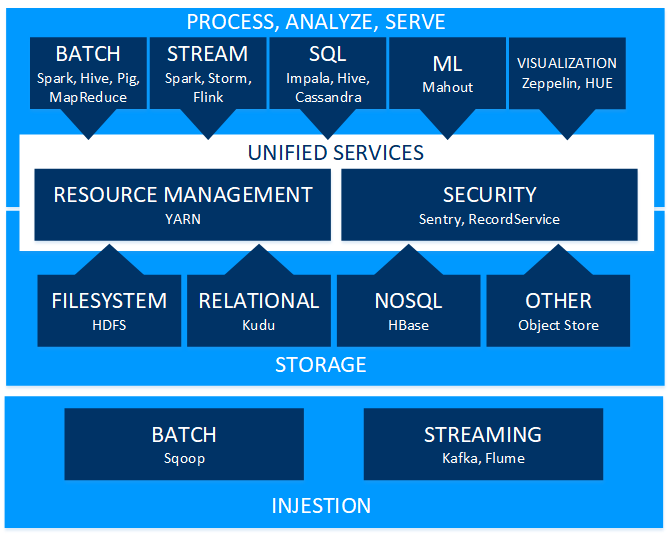 PROCESS, ANALYZE, SERVE
BATCH
Spark, Hive, Pig,
MapReduce
STREAM
Spark, Storm,
Flink
SQL
Impala, Hive,
Cassandra
ML
Mahout
VISUALIZATION
Zeppelin, HUE
UNIFIED SERVICES
RESOURCE MANAGEMENT
YARN
SECURITY
Sentry, RecordService
FILESYSTEM
HDFS
RELATIONAL
Kudu
NOSQL
HBase
OTHER
Object Store
STORAGE
BATCH
Sqoop
STREAMING
Kafka, Flume
INJESTION